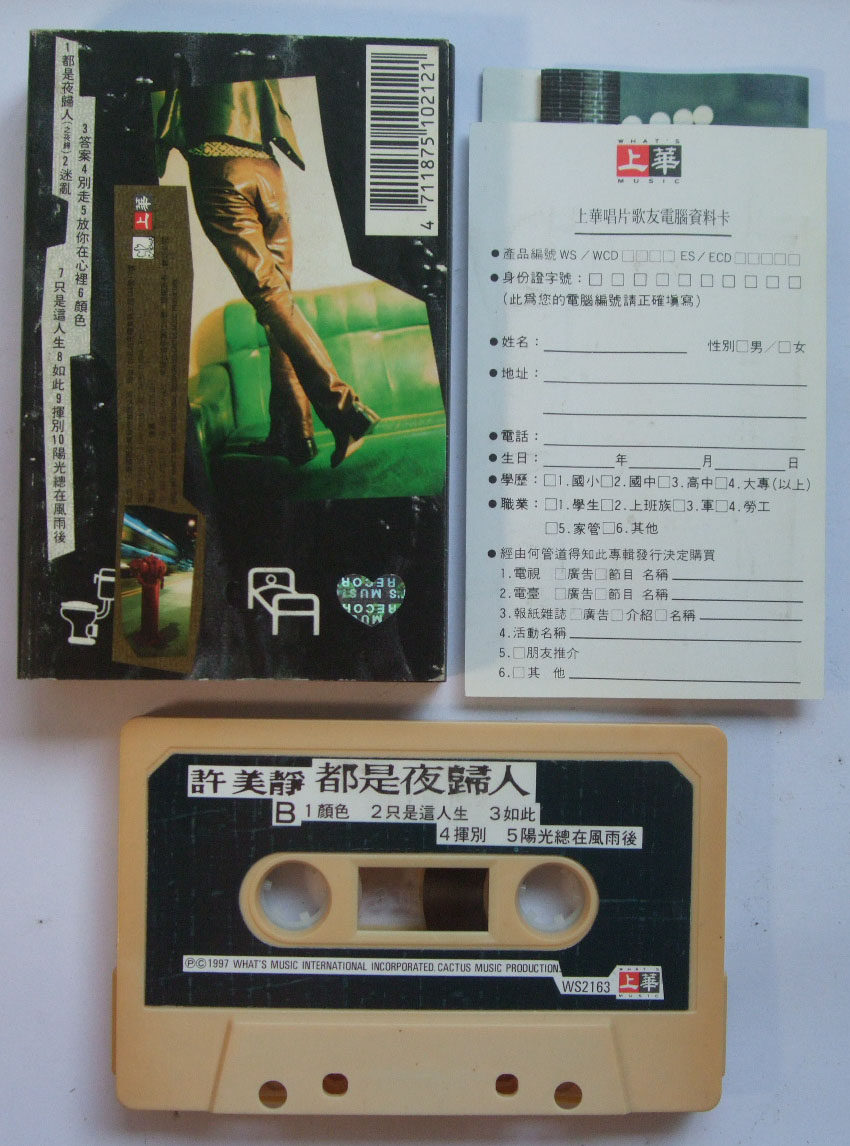 1都是夜歸人(之夜歸)2迷亂
3答案4別走5放你在心裡6顏色
7只是這人生8如此9揮別10陽光總在風雨後
4 711875 102121
上華
WHAT'S
上華
MUSIC
上華唱片歌友電腦資料卡
●產品編號 WS / WCD □□□□ ES / ECD □□□□□
●身份證字號：□□□□□□□□□□
(此爲您的電腦編號請正確填寫)
●姓名： 性別□男／□女
●地址：
●電話：
●生日： 年 月 日
●學歷：□1.國小□2.國中□3.高中□4.大專(以上)
●職業：□1.學生□2.上班族□3.軍□4.勞工
□5.家管□6.其他
●經由何管道得知此專輯發行決定購買
1.電視 □廣告□節目 名稱
2.電臺 □廣告□節目 名稱
3.報紙雜誌□廣告□介紹□名稱
4.活動名稱
5.□朋友推介
6.□其 他
許美靜 都是夜歸人
B 1顏色 2只是這人生 3如此
4揮別 5陽光總在風雨後
ⓅⒸ1997 WHAT'S MUSIC INTERNATIONAL INCORPORATED. CACTUS MUSIC PRODUCTION.
WS2163
WHAT'S
上華
MUSIC